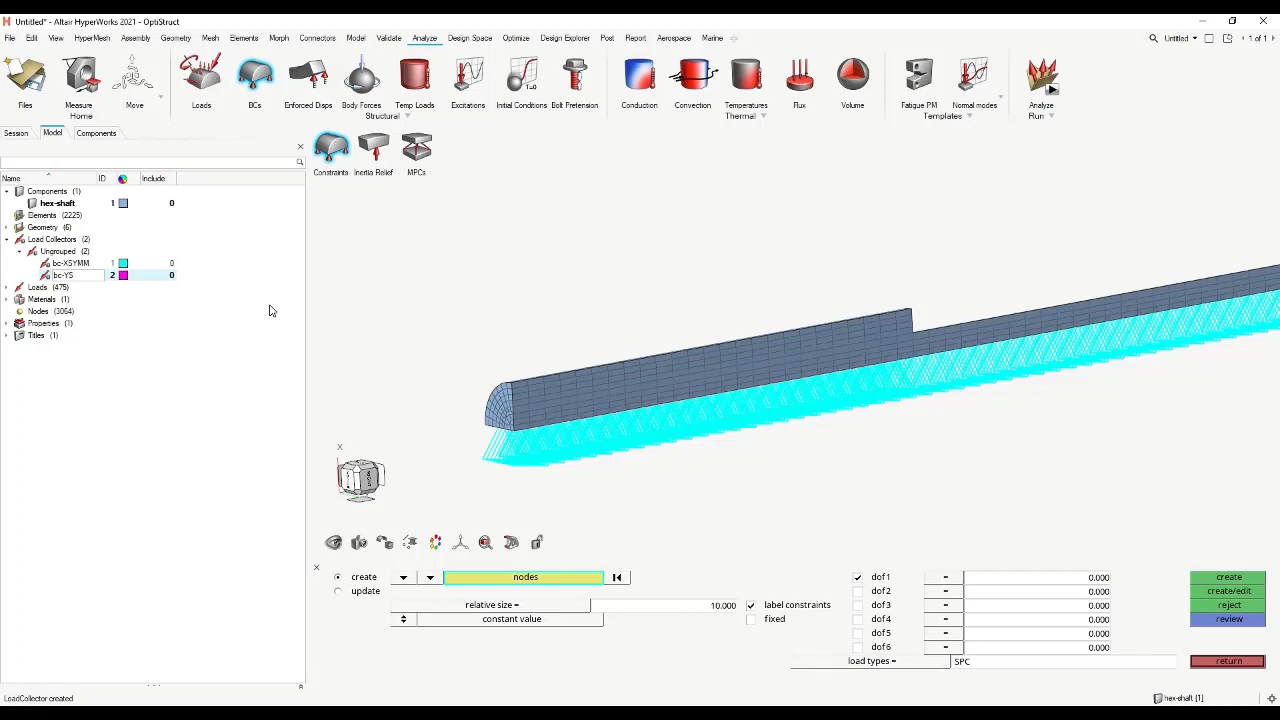 Untitled* - Altair HyperWorks 2021 - OptiStruct
File Edit View HyperMesh Assembly Geometry Mesh Elements Morph Connectors Model Validate Analyze Design Space Optimize Design Explorer Post Report Aerospace Marine Untitled 1 of 1
Files Measure Move Loads BCs Enforced Disps Body Forces Temp Loads Excitations Initial Conditions Bolt Pretension Conduction Convection Temperatures Flux Volume Fatigue PM Normal modes Analyze
Home Structural Thermal Templates Run
Session Model Components
Constraints Inertia Relief MPCs
Name ID Include
Components (1)
hex-shaft 1 0
Elements (2225)
Geometry (6)
Load Collectors (2)
Ungrouped (2)
bc-XSYMM 1 0
bc-YS 2 0
Loads (475)
Materials (1)
Nodes (3064)
Properties (1)
Titles (1)
X
create nodes dof1 = 0.000 create
update dof2 = 0.000 create/edit
relative size = 10.000 label constraints dof3 = 0.000 reject
constant value fixed dof4 = 0.000 review
dof5 = 0.000
dof6 = 0.000
load types = SPC return
LoadCollector created hex-shaft [1]